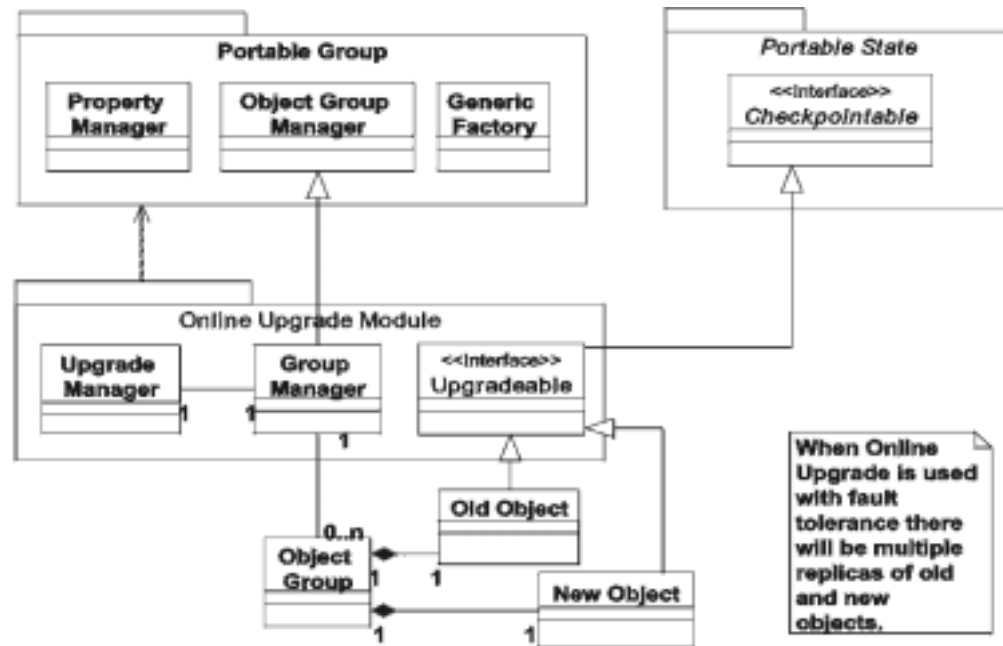 Portable Group
Property
Manager
Object Group
Manager
Generic
Factory
Portable State
<<Interface>>
Checkpointable
Online Upgrade Module
Upgrade
Manager
1
Group
Manager
1
1
<<Interface>>
Upgradeable
Old Object
0..n
Object
Group
1
1
New Object
1
1
When Online
Upgrade is used
with fault
tolerance there
will be multiple
replicas of old
and new
objects.